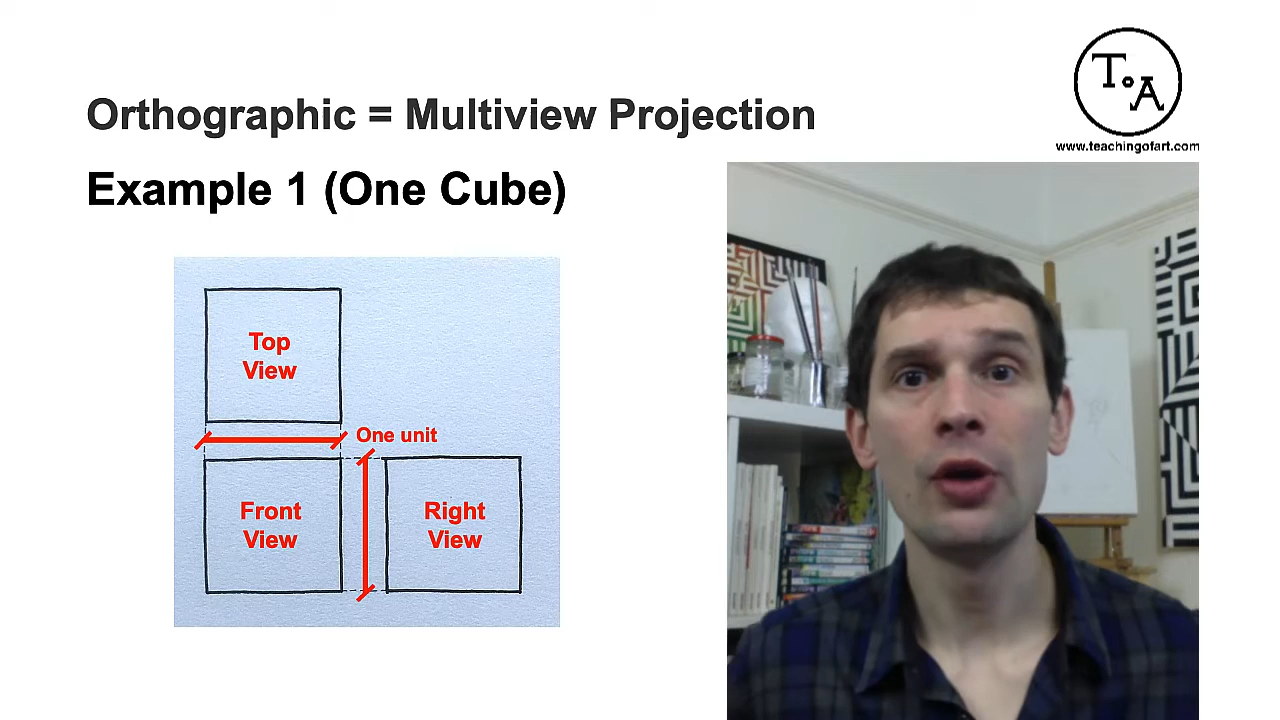 T.A
www.teachingofart.com
Orthographic = Multiview Projection
Example 1 (One Cube)
Top
View
One unit
Front
View
Right
View